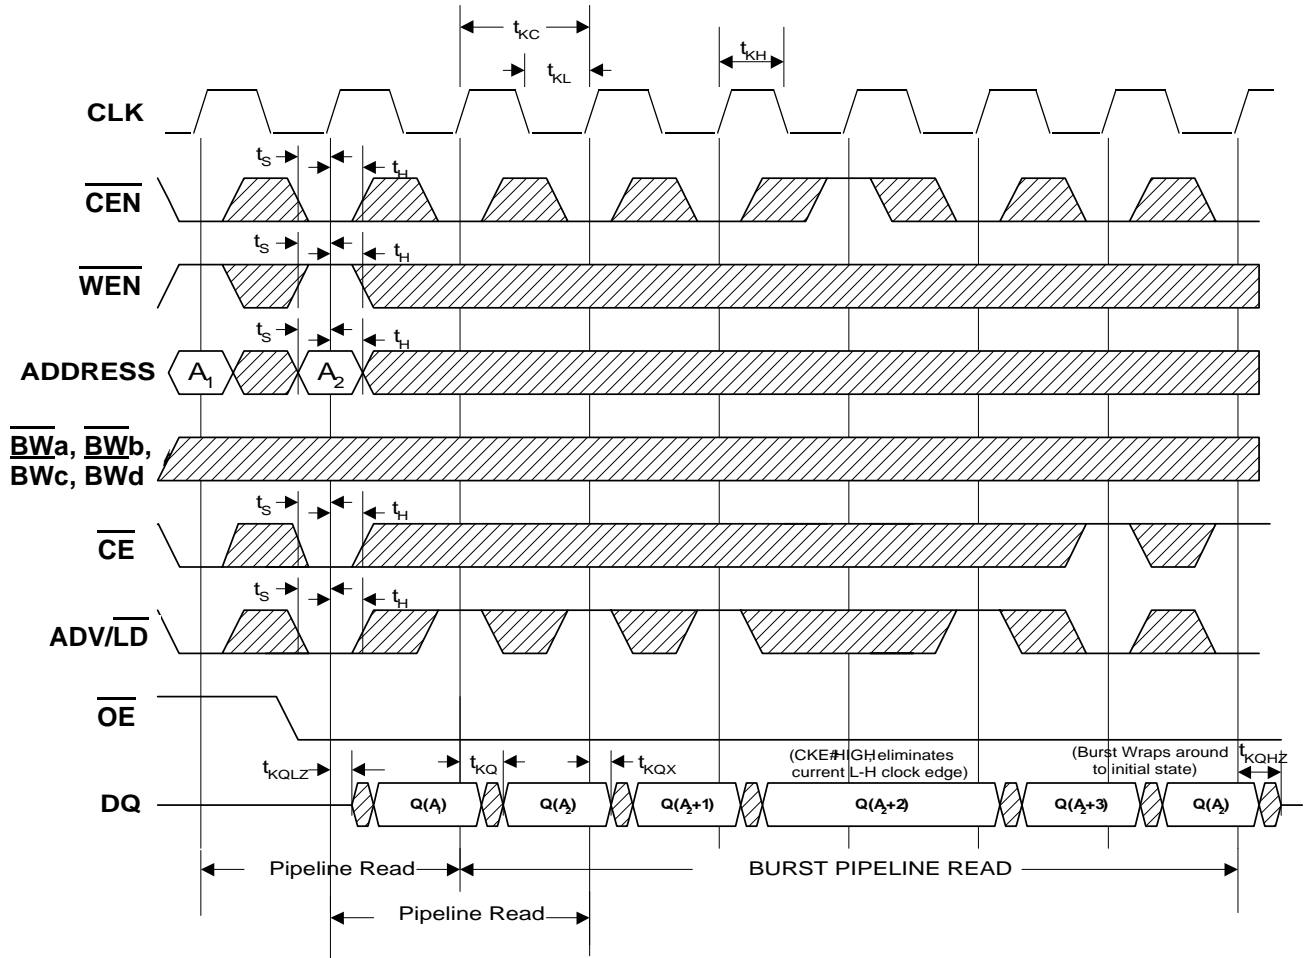 tKC
tKH
tKL
CLK
tS
tH
CEN
tS
tH
WEN
tS
tH
ADDRESS
A1
A2
BWa, BWb,
BWc, BWd
tS
tH
CE
tS
tH
ADV/LD
OE
tKQLZ
tKQ
tKQX
(CKE#HIGH, eliminates
current L-H clock edge)
(Burst Wraps around
to initial state)
tKQHZ
DQ
Q(A1)
Q(A2)
Q(A2+1)
Q(A2+2)
Q(A2+3)
Q(A2)
Pipeline Read
BURST PIPELINE READ
Pipeline Read